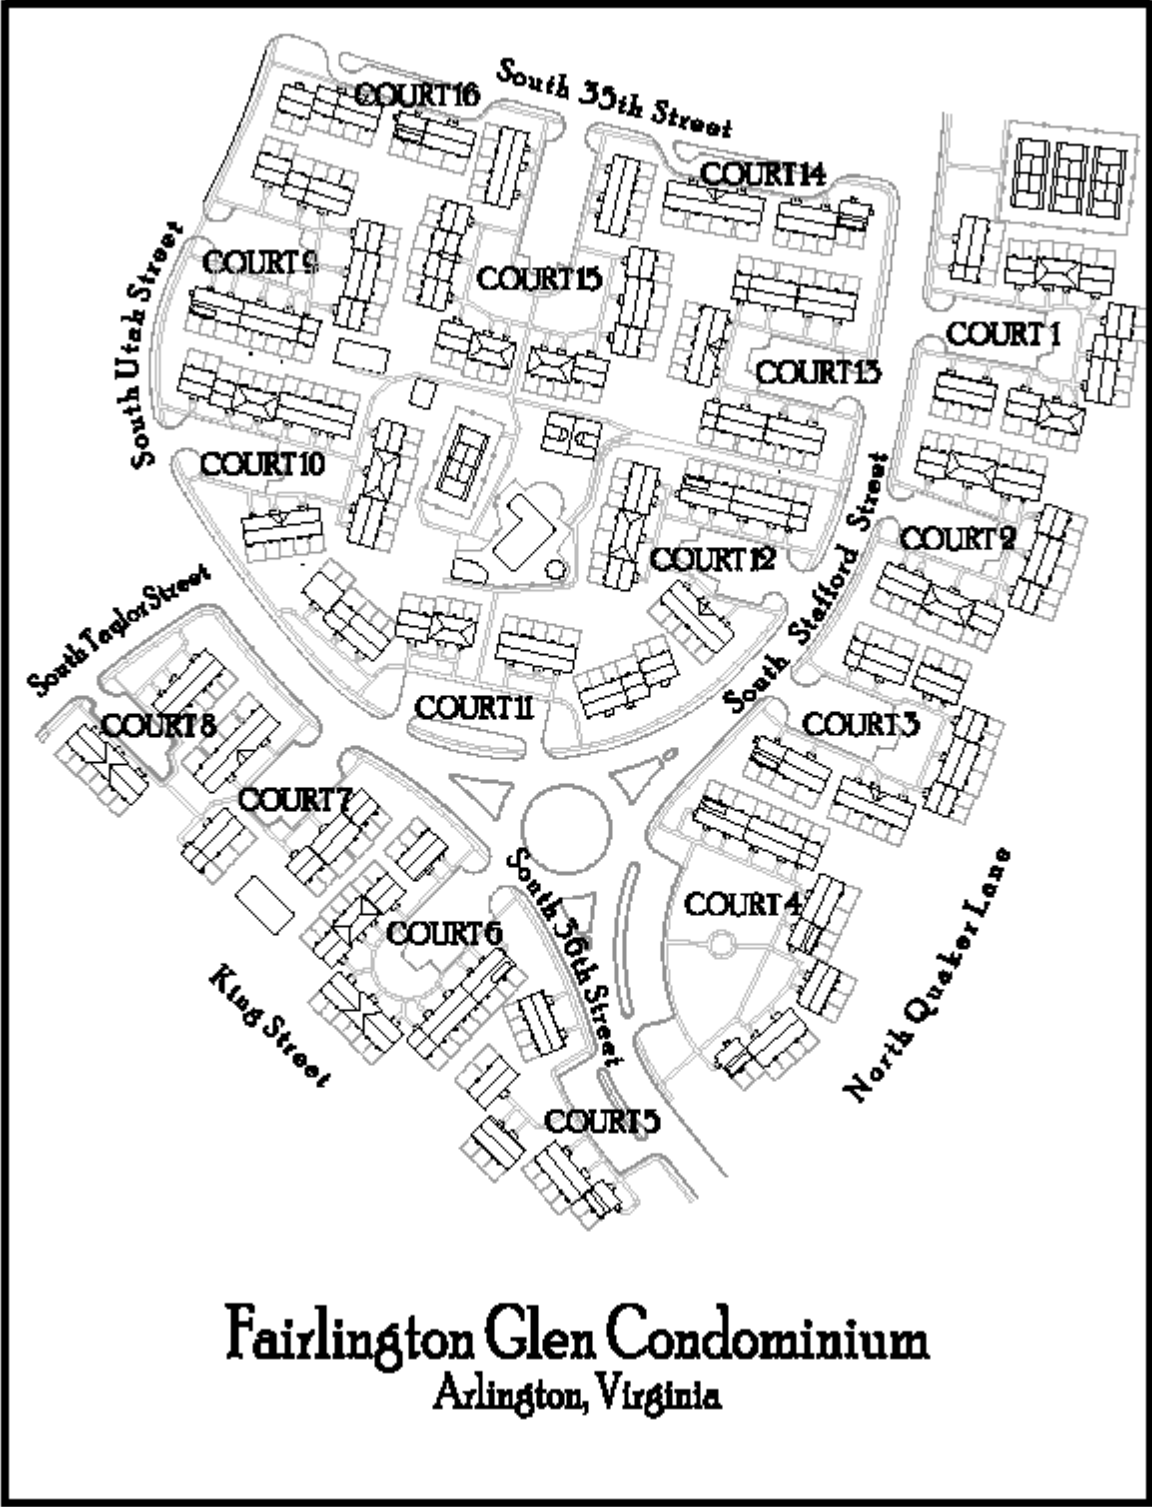 South 35th Street
COURT 16
COURT 14
COURT 9
COURT 15
COURT 1
South Utah Street
COURT 13
COURT 10
South Stafford Street
COURT 2
COURT 12
South Taylor Street
COURT 11
COURT 8
COURT 3
COURT 7
South 36th Street
COURT 4
COURT 6
North Quaker Lane
King Street
COURT 5
Fairlington Glen Condominium
Arlington, Virginia